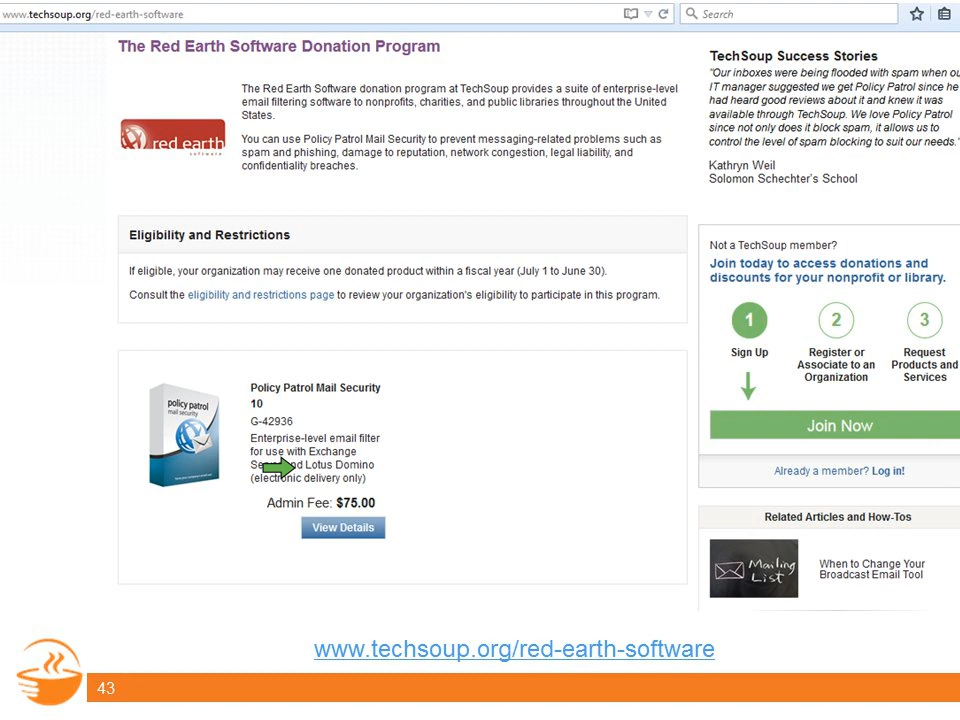 www.techsoup.org/red-earth-software
Search
The Red Earth Software Donation Program
red earth
software
The Red Earth Software donation program at TechSoup provides a suite of enterprise-level
email filtering software to nonprofits, charities, and public libraries throughout the United
States.
You can use Policy Patrol Mail Security to prevent messaging-related problems such as
spam and phishing, damage to reputation, network congestion, legal liability, and
confidentiality breaches.
Eligibility and Restrictions
If eligible, your organization may receive one donated product within a fiscal year (July 1 to June 30).
Consult the eligibility and restrictions page to review your organization's eligibility to participate in this program.
policy patrol
mail security
Policy Patrol Mail Security
10
G-42936
Enterprise-level email filter
for use with Exchange
Lotus Domino
(electronic delivery only)
Admin Fee: $75.00
View Details
TechSoup Success Stories
"Our inboxes were being flooded with spam when ou
IT manager suggested we get Policy Patrol since he
had heard good reviews about it and knew it was
available through TechSoup. We love Policy Patrol
since not only does it block spam, it allows us to
control the level of spam blocking to suit our needs."
Kathryn Weil
Solomon Schechter's School
Not a TechSoup member?
Join today to access donations and
discounts for your nonprofit or library.
1
2
3
Sign Up
Register or
Associate to an
Organization
Request
Products and
Services
Join Now
Already a member? Log in!
Related Articles and How-Tos
Mailing
List
When to Change Your
Broadcast Email Tool
www.techsoup.org/red-earth-software
43